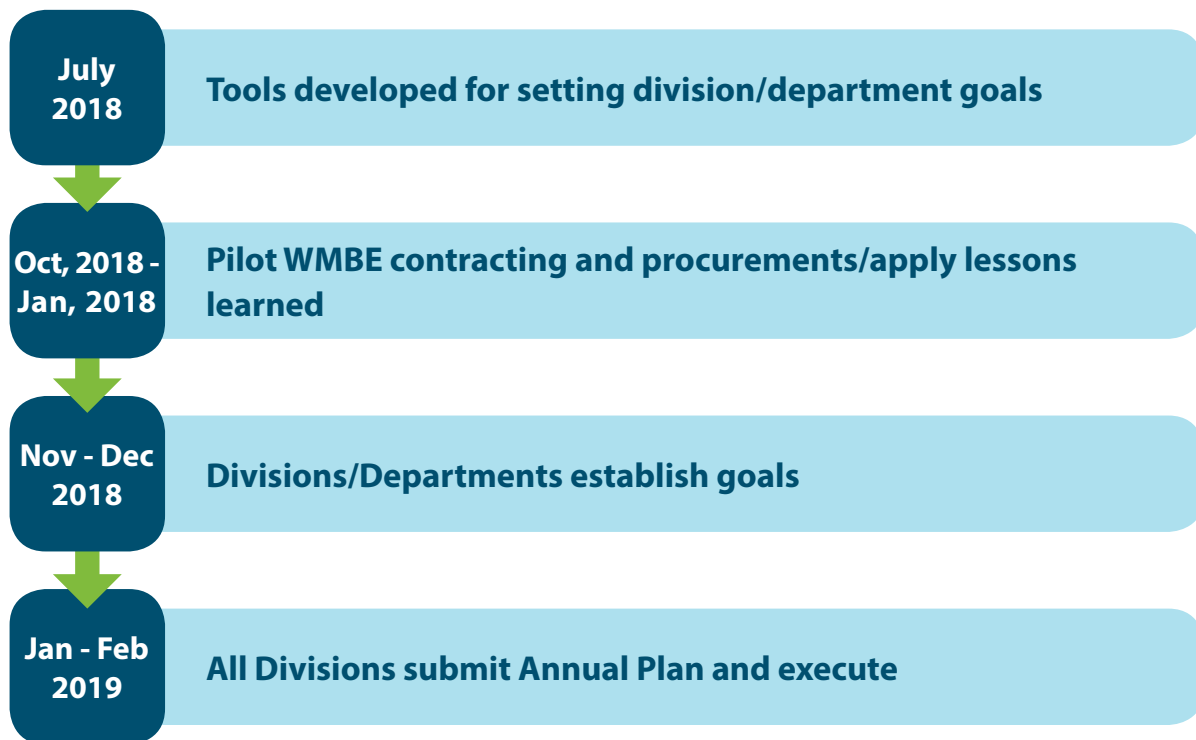 July
2018
Tools developed for setting division/department goals
Oct, 2018 -
Jan, 2018
Pilot WMBE contracting and procurements/apply lessons
learned
Nov - Dec
2018
Divisions/Departments establish goals
Jan - Feb
2019
All Divisions submit Annual Plan and execute